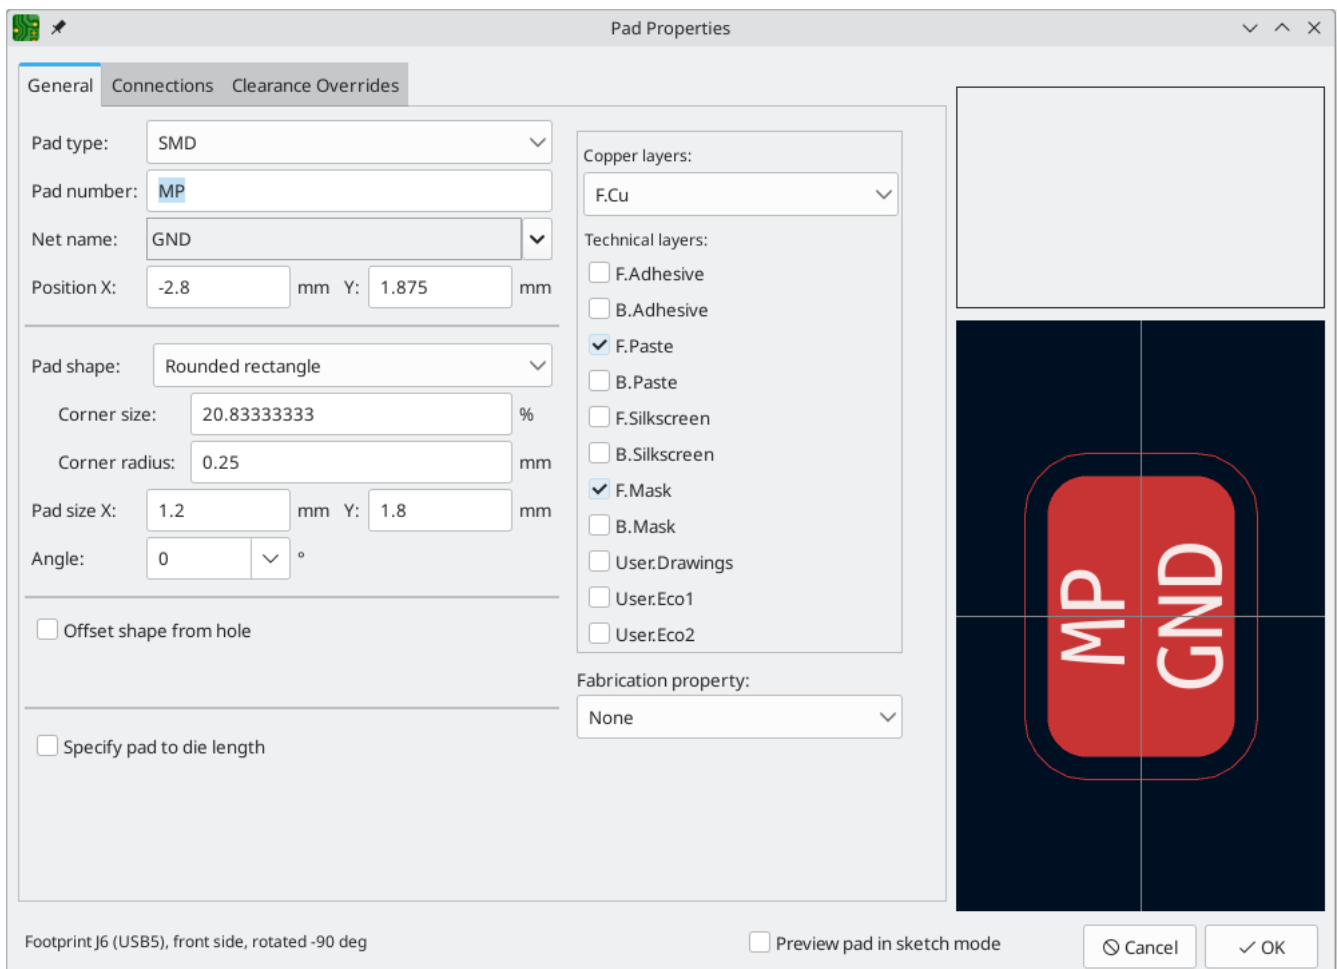 Pad Properties
General Connections Clearance Overrides
Pad type: SMD
Pad number: MP
Net name: GND
Position X: -2.8 mm Y: 1.875 mm
Pad shape: Rounded rectangle
Corner size: 20.83333333 %
Corner radius: 0.25 mm
Pad size X: 1.2 mm Y: 1.8 mm
Angle: 0 °
Offset shape from hole
Specify pad to die length
Copper layers:
F.Cu
Technical layers:
F.Adhesive
B.Adhesive
F.Paste
B.Paste
F.Silkscreen
B.Silkscreen
F.Mask
B.Mask
User.Drawings
User.Eco1
User.Eco2
Fabrication property:
None
MP
GND
Footprint J6 (USB5), front side, rotated -90 deg
Preview pad in sketch mode
Cancel
OK